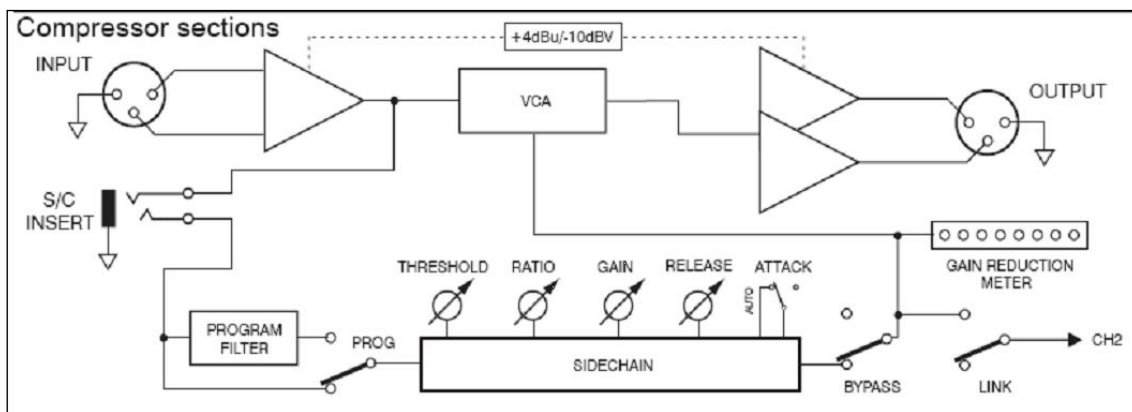 Compressor sections
+4dBu/-10dBV
INPUT
VCA
OUTPUT
S/C
INSERT
THRESHOLD
RATIO
GAIN
RELEASE
ATTACK
AUTO
GAIN REDUCTION
METER
PROGRAM
FILTER
PROG
SIDECHAIN
BYPASS
LINK
CH2